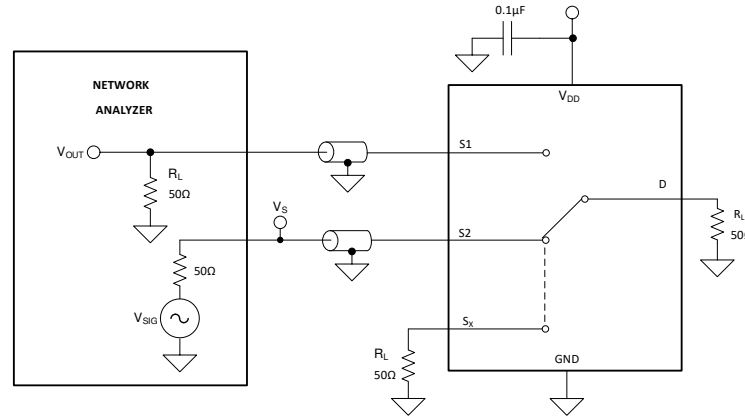 0.1µF
NETWORK
ANALYZER
VDD
VOUT
S1
RL
50Ω
VS
D
S2
RL
50Ω
VSIG
SX
RL
50Ω
GND